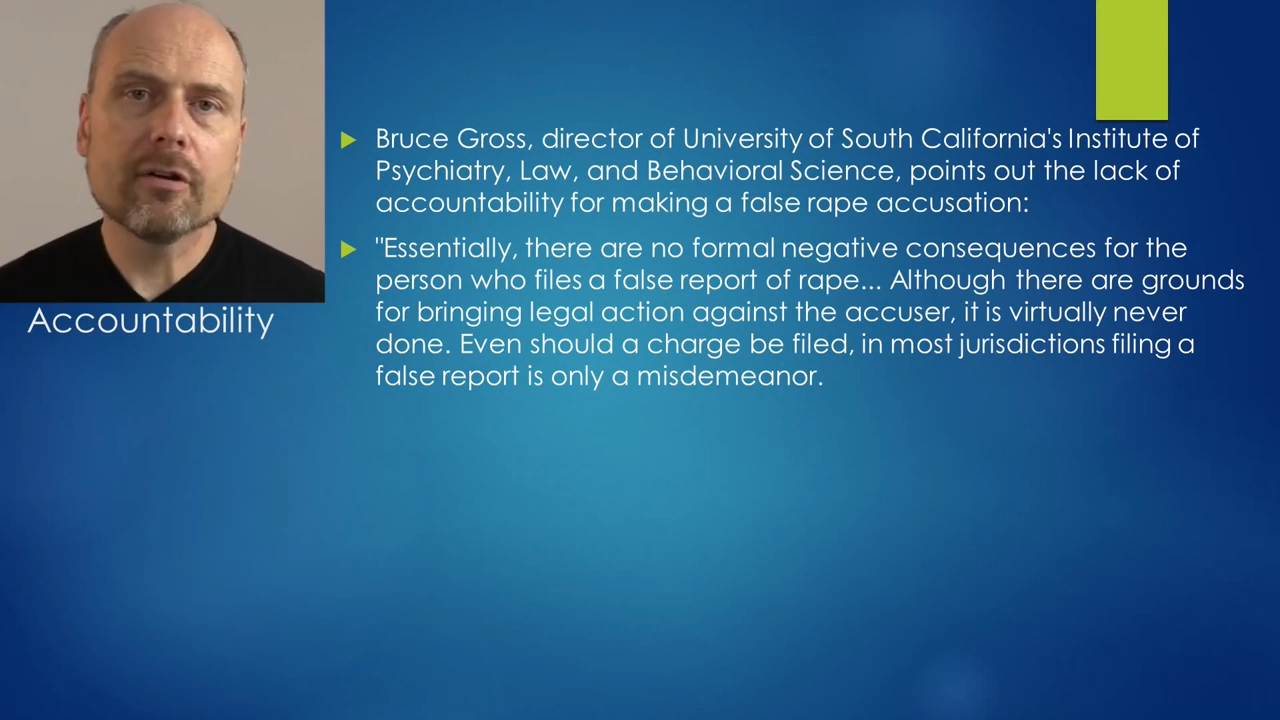 Bruce Gross, director of University of South California's Institute of
Psychiatry, Law, and Behavioral Science, points out the lack of
accountability for making a false rape accusation:
"Essentially, there are no formal negative consequences for the
person who files a false report of rape... Although there are grounds
for bringing legal action against the accuser, it is virtually never
done. Even should a charge be filed, in most jurisdictions filing a
false report is only a misdemeanor.
Accountability